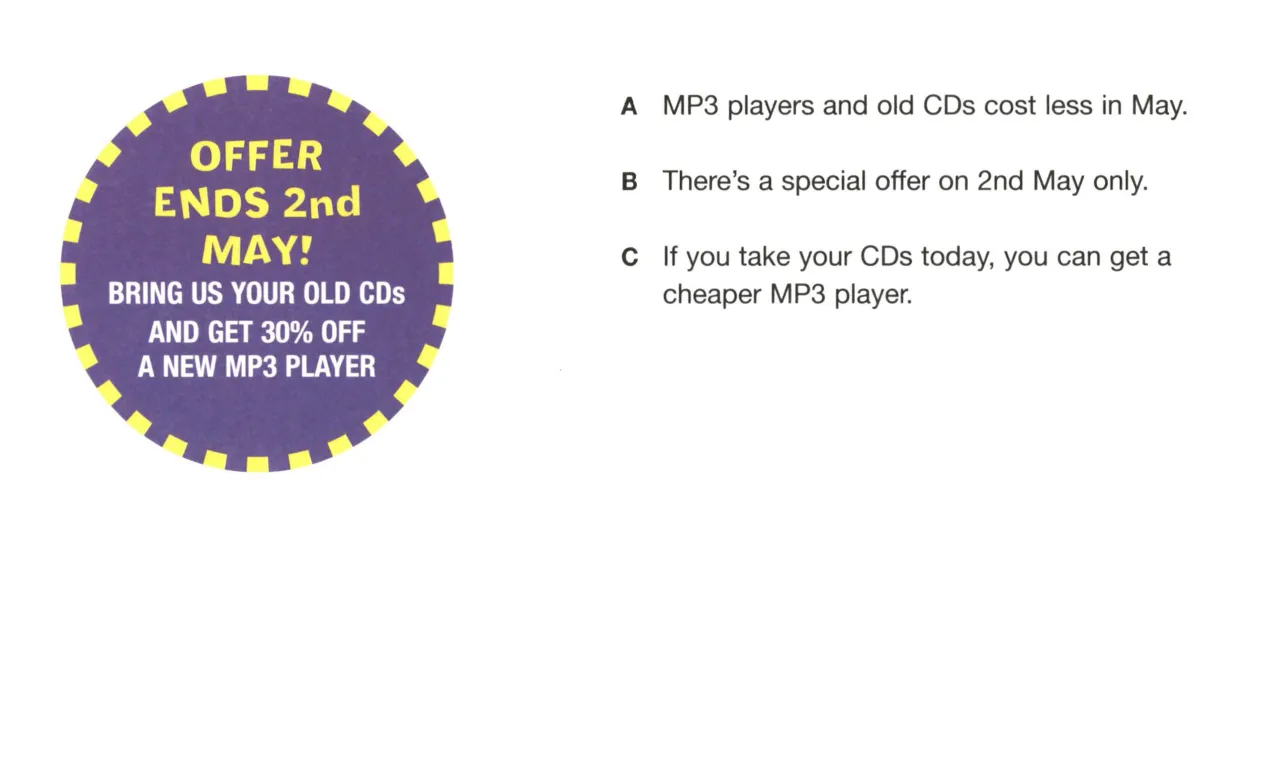 OFFER
ENDS 2nd
MAY!
BRING US YOUR OLD CDs
AND GET 30% OFF
A NEW MP3 PLAYER
A MP3 players and old CDs cost less in May.
B There's a special offer on 2nd May only.
C If you take your CDs today, you can get a
cheaper MP3 player.